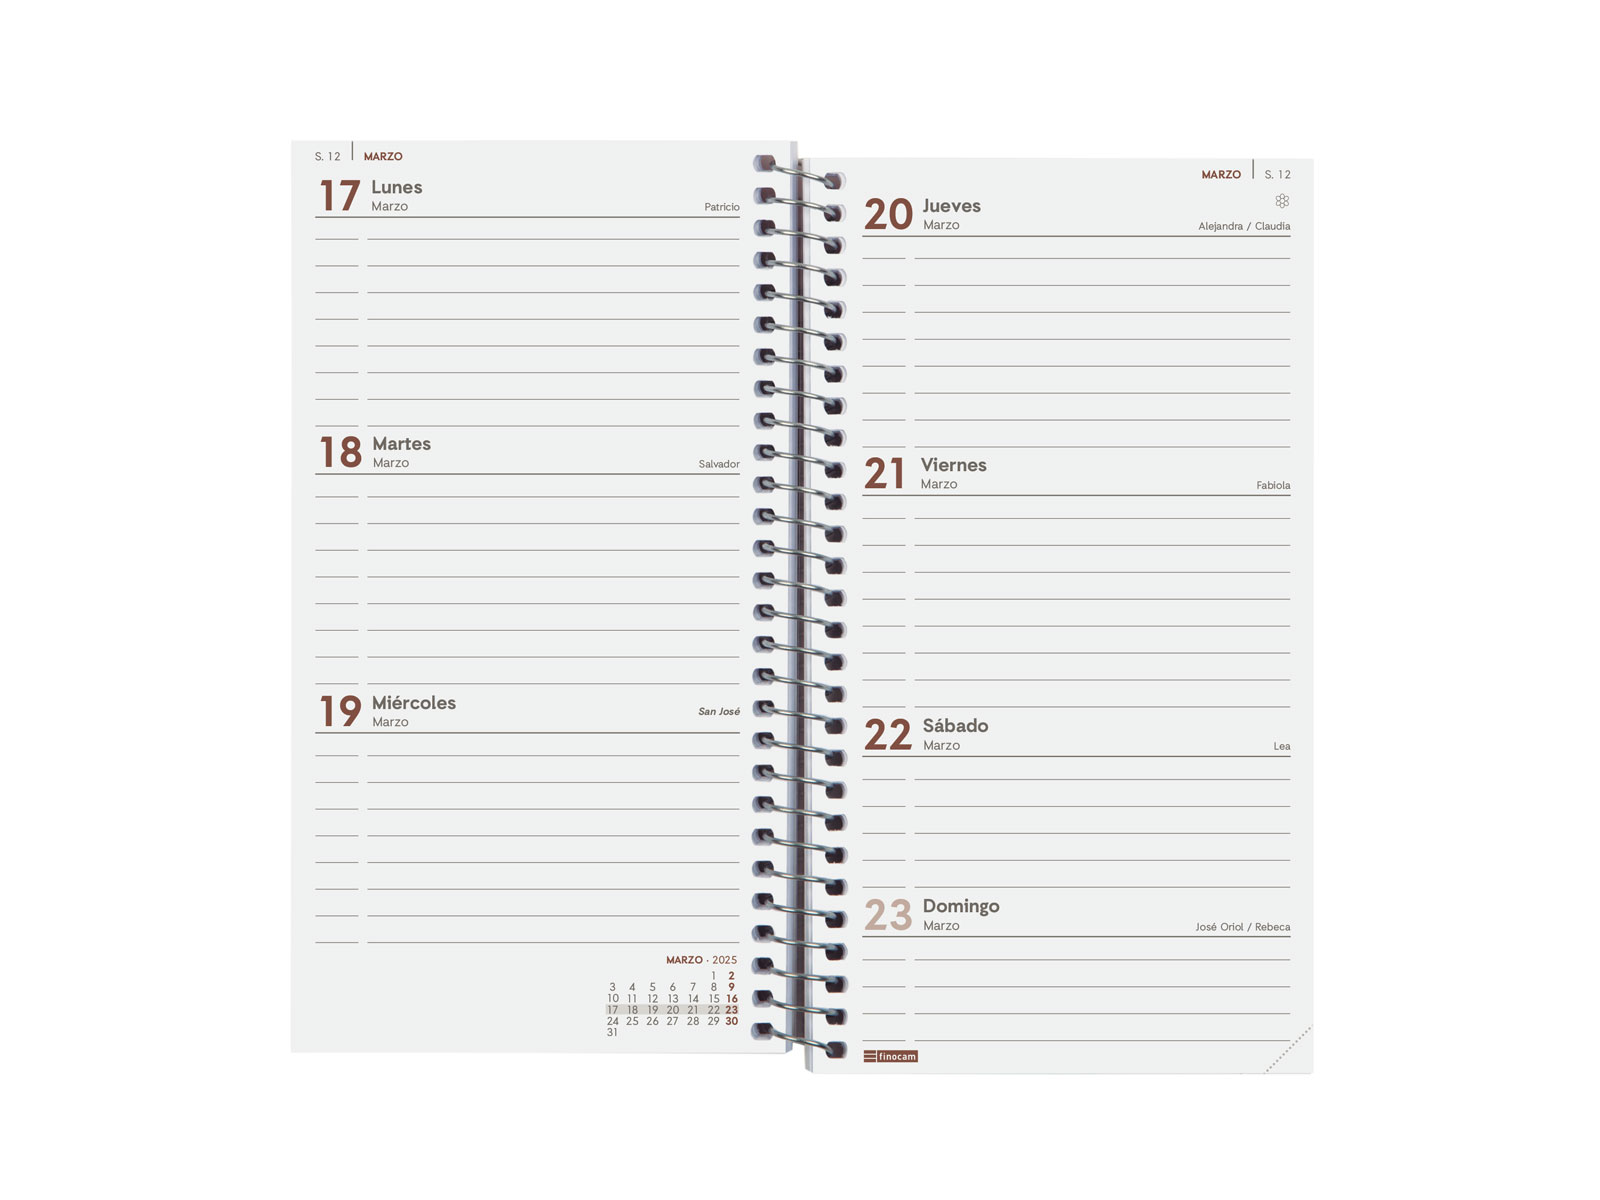 S. 12 MARZO
17 Lunes
Marzo Patricio
18 Martes
Marzo Salvador
19 Miércoles
Marzo San José
MARZO · 2025
1 2
3 4 5 6 7 8 9
10 11 12 13 14 15 16
17 18 19 20 21 22 23
24 25 26 27 28 29 30
31
MARZO S. 12
20 Jueves
Marzo Alejandra / Claudia
21 Viernes
Marzo Fabiola
22 Sábado
Marzo Lea
23 Domingo
Marzo José Oriol / Rebeca
finocam